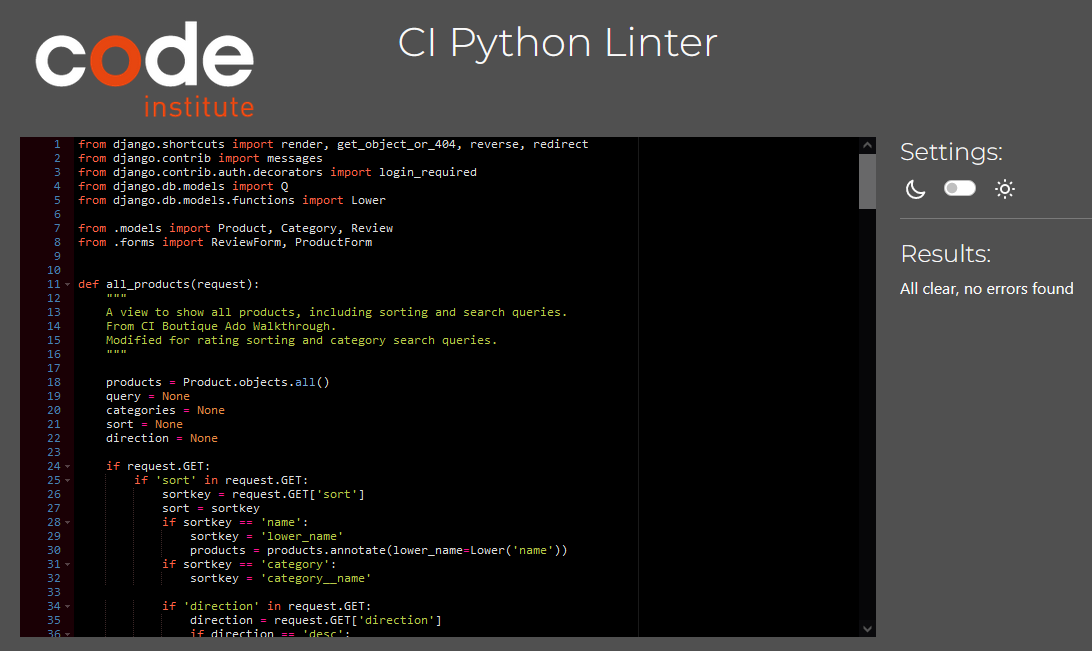 code
institute
CI Python Linter
1 from django.shortcuts import render, get_object_or_404, reverse, redirect
2 from django.contrib import messages
3 from django.contrib.auth.decorators import login_required
4 from django.db.models import Q
5 from django.db.models.functions import Lower
6
7 from .models import Product, Category, Review
8 from .forms import ReviewForm, ProductForm
9
10
11 def all_products(request):
12     """
13     A view to show all products, including sorting and search queries.
14     From CI Boutique Ado Walkthrough.
15     Modified for rating sorting and category search queries.
16     """
17
18     products = Product.objects.all()
19     query = None
20     categories = None
21     sort = None
22     direction = None
23
24     if request.GET:
25         if 'sort' in request.GET:
26             sortkey = request.GET['sort']
27             sort = sortkey
28             if sortkey == 'name':
29                 sortkey = 'lower_name'
30                 products = products.annotate(lower_name=Lower('name'))
31             if sortkey == 'category':
32                 sortkey = 'category__name'
33
34             if 'direction' in request.GET:
35                 direction = request.GET['direction']
36                 if direction == 'desc':
Settings:
Results:
All clear, no errors found